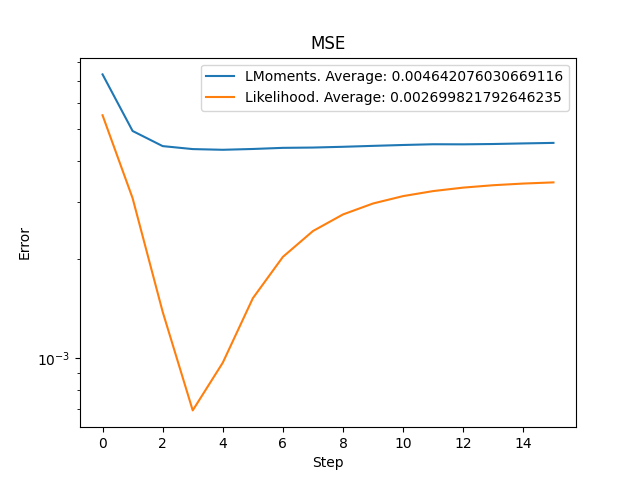 MSE
LMoments. Average: 0.004642076030669116
Likelihood. Average: 0.002699821792646235
Error
10⁻³
0 2 4 6 8 10 12 14
Step